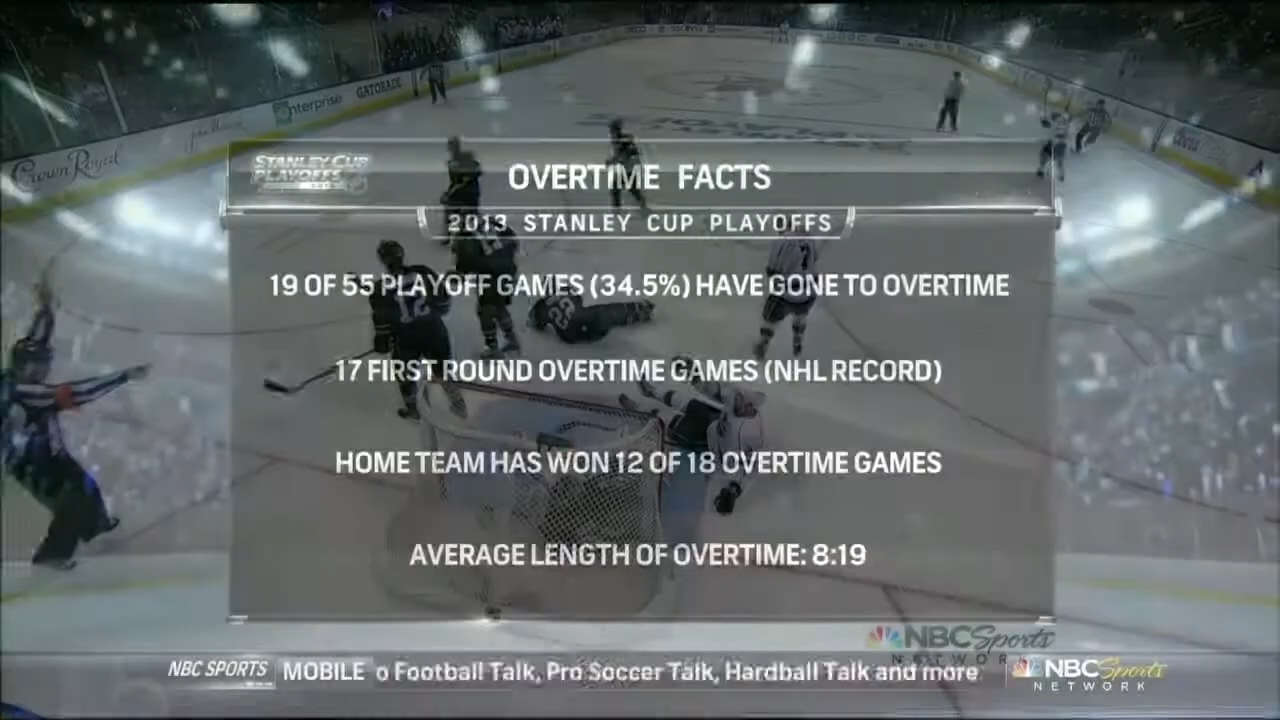 Crown Royal
enterprise
GATORADE
STANLEY CUP
PLAYOFFS
OVERTIME FACTS
2013 STANLEY CUP PLAYOFFS
19 OF 55 PLAYOFF GAMES (34.5%) HAVE GONE TO OVERTIME
12
22
17 FIRST ROUND OVERTIME GAMES (NHL RECORD)
HOME TEAM HAS WON 12 OF 18 OVERTIME GAMES
AVERAGE LENGTH OF OVERTIME: 8:19
NBC Sports
NETWORK
NBC SPORTS MOBILE o Football Talk, Pro Soccer Talk, Hardball Talk and more
NBC Sports
NETWORK